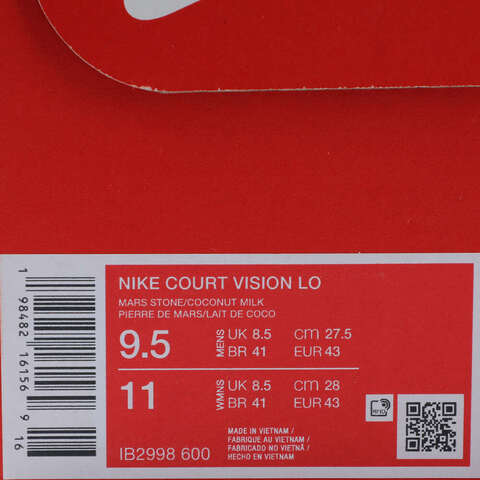 NIKE COURT VISION LO
MARS STONE/COCONUT MILK
PIERRE DE MARS/LAIT DE COCO
9.5 MENS UK 8.5 CM 27.5
BR 41 EUR 43
11 WMNS UK 8.5 CM 28
BR 41 EUR 43
IB2998 600
MADE IN VIETNAM /
FABRIQUE AU VIETNAM /
FABRICADO NO VIETNÃ /
HECHO EN VIETNAM
RFID
1 98482 16156 9 16